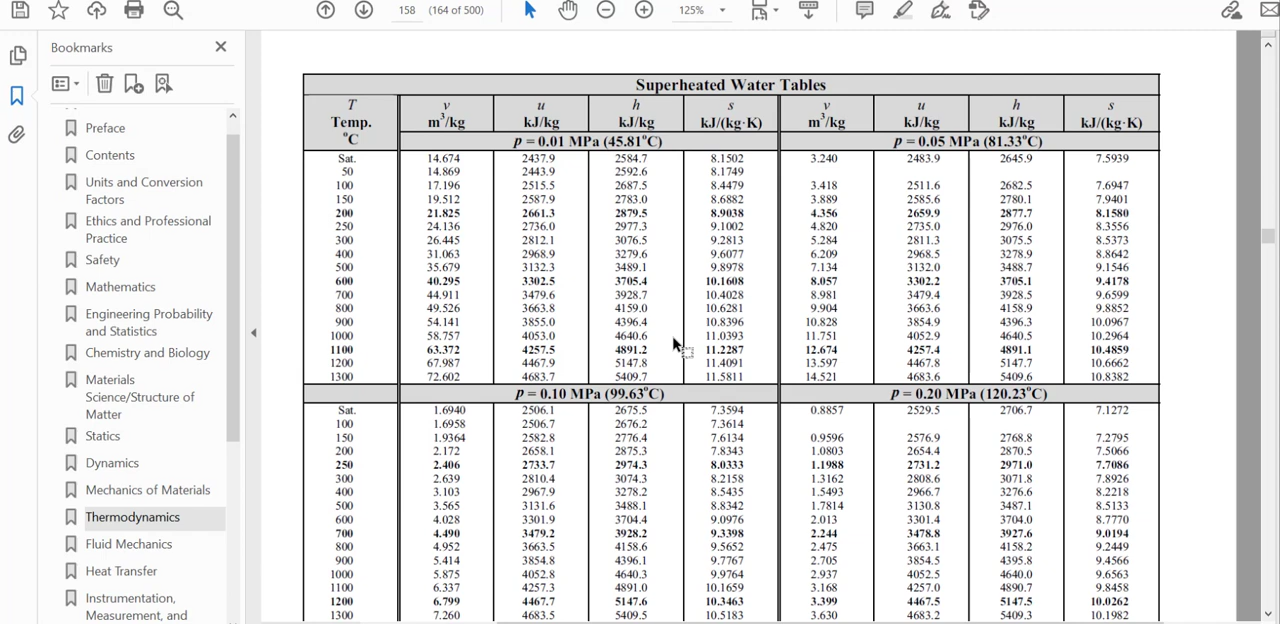 158 (164 of 500) 125%
Bookmarks
Preface
Contents
Units and Conversion
Factors
Ethics and Professional
Practice
Safety
Mathematics
Engineering Probability
and Statistics
Chemistry and Biology
Materials
Science/Structure of
Matter
Statics
Dynamics
Mechanics of Materials
Thermodynamics
Fluid Mechanics
Heat Transfer
Instrumentation,
Measurement, and
Superheated Water Tables
T v u h s v u h s
Temp. m³/kg kJ/kg kJ/kg kJ/(kg·K) m³/kg kJ/kg kJ/kg kJ/(kg·K)
°C p = 0.01 MPa (45.81°C) p = 0.05 MPa (81.33°C)
Sat. 14.674 2437.9 2584.7 8.1502 3.240 2483.9 2645.9 7.5939
50 14.869 2443.9 2592.6 8.1749
100 17.196 2515.5 2687.5 8.4479 3.418 2511.6 2682.5 7.6947
150 19.512 2587.9 2783.0 8.6882 3.889 2585.6 2780.1 7.9401
200 21.825 2661.3 2879.5 8.9038 4.356 2659.9 2877.7 8.1580
250 24.136 2736.0 2977.3 9.1002 4.820 2735.0 2976.0 8.3556
300 26.445 2812.1 3076.5 9.2813 5.284 2811.3 3075.5 8.5373
400 31.063 2968.9 3279.6 9.6077 6.209 2968.5 3278.9 8.8642
500 35.679 3132.3 3489.1 9.8978 7.134 3132.0 3488.7 9.1546
600 40.295 3302.5 3705.4 10.1608 8.057 3302.2 3705.1 9.4178
700 44.911 3479.6 3928.7 10.4028 8.981 3479.4 3928.5 9.6599
800 49.526 3663.8 4159.0 10.6281 9.904 3663.6 4158.9 9.8852
900 54.141 3855.0 4396.4 10.8396 10.828 3854.9 4396.3 10.0967
1000 58.757 4053.0 4640.6 11.0393 11.751 4052.9 4640.5 10.2964
1100 63.372 4257.5 4891.2 11.2287 12.674 4257.4 4891.1 10.4859
1200 67.987 4467.9 5147.8 11.4091 13.597 4467.8 5147.7 10.6662
1300 72.602 4683.7 5409.7 11.5811 14.521 4683.6 5409.6 10.8382
p = 0.10 MPa (99.63°C) p = 0.20 MPa (120.23°C)
Sat. 1.6940 2506.1 2675.5 7.3594 0.8857 2529.5 2706.7 7.1272
100 1.6958 2506.7 2676.2 7.3614
150 1.9364 2582.8 2776.4 7.6134 0.9596 2576.9 2768.8 7.2795
200 2.172 2658.1 2875.3 7.8343 1.0803 2654.4 2870.5 7.5066
250 2.406 2733.7 2974.3 8.0333 1.1988 2731.2 2971.0 7.7086
300 2.639 2810.4 3074.3 8.2158 1.3162 2808.6 3071.8 7.8926
400 3.103 2967.9 3278.2 8.5435 1.5493 2966.7 3276.6 8.2218
500 3.565 3131.6 3488.1 8.8342 1.7814 3130.8 3487.1 8.5133
600 4.028 3301.9 3704.4 9.0976 2.013 3301.4 3704.0 8.7770
700 4.490 3479.2 3928.2 9.3398 2.244 3478.8 3927.6 9.0194
800 4.952 3663.5 4158.6 9.5652 2.475 3663.1 4158.2 9.2449
900 5.414 3854.8 4396.1 9.7767 2.705 3854.5 4395.8 9.4566
1000 5.875 4052.8 4640.3 9.9764 2.937 4052.5 4640.0 9.6563
1100 6.337 4257.3 4891.0 10.1659 3.168 4257.0 4890.7 9.8458
1200 6.799 4467.7 5147.6 10.3463 3.399 4467.5 5147.5 10.0262
1300 7.260 4683.5 5409.5 10.5183 3.630 4683.2 5409.3 10.1982